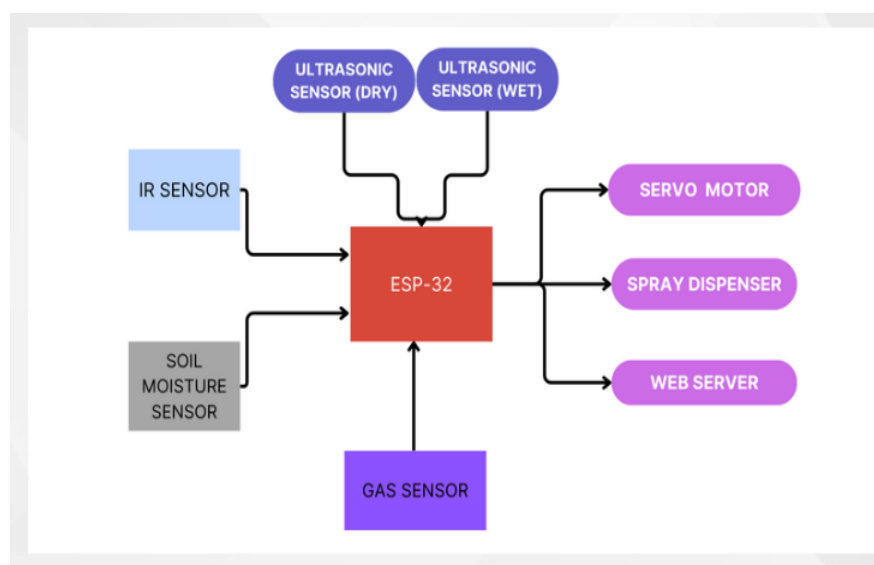 ULTRASONIC
SENSOR (DRY)
ULTRASONIC
SENSOR (WET)
IR SENSOR
SERVO MOTOR
ESP-32
SPRAY DISPENSER
SOIL
MOISTURE
SENSOR
WEB SERVER
GAS SENSOR